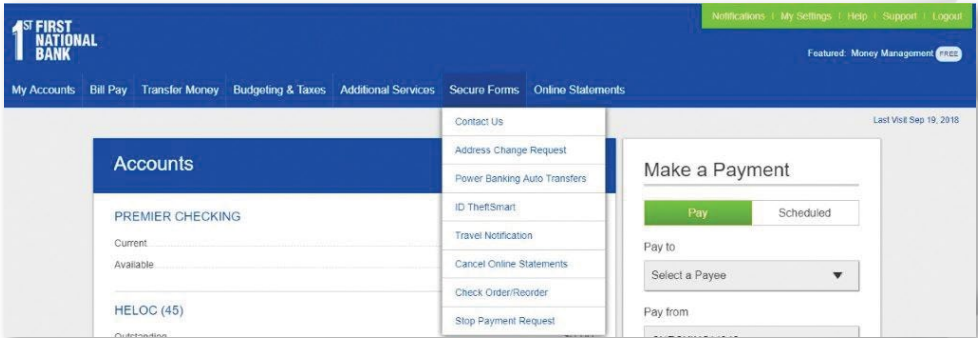 Notifications | My Settings | Help | Support | Logout
1ST FIRST
NATIONAL
BANK
Featured: Money Management FREE
My Accounts Bill Pay Transfer Money Budgeting & Taxes Additional Services Secure Forms Online Statements
Last Visit Sep 19, 2018
Accounts
PREMIER CHECKING
Current
Available
HELOC (45)
Outstanding
Contact Us
Address Change Request
Power Banking Auto Transfers
ID TheftSmart
Travel Notification
Cancel Online Statements
Check Order/Reorder
Stop Payment Request
Make a Payment
Pay Scheduled
Pay to
Select a Payee
Pay from